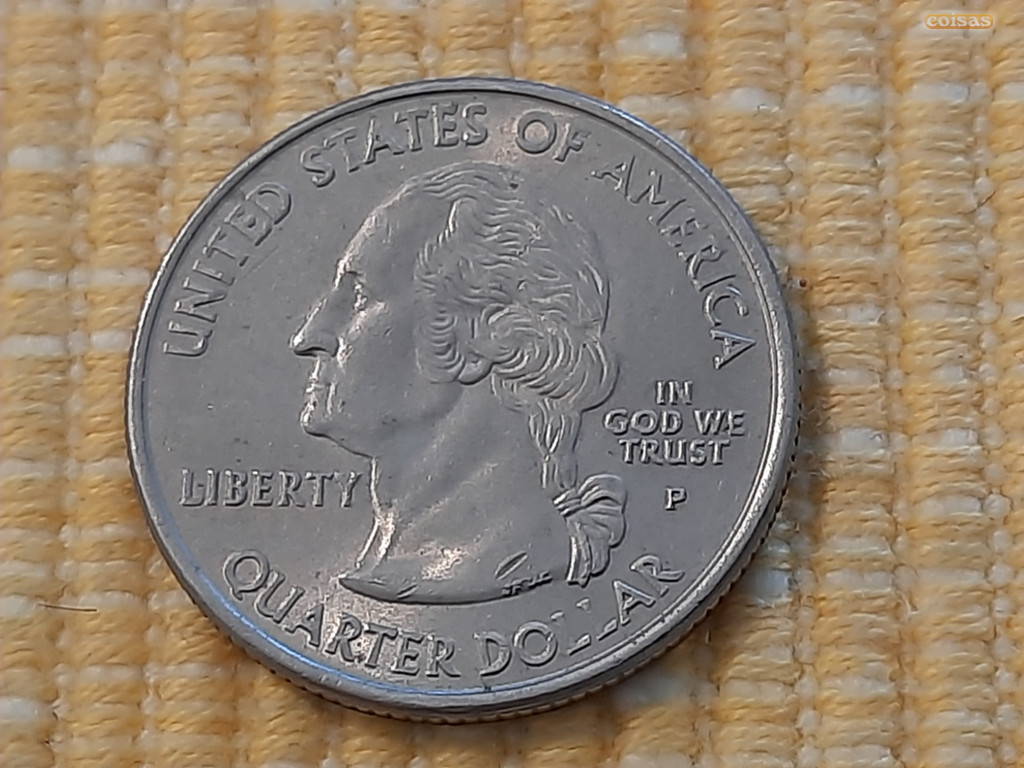 coisas
UNITED STATES OF AMERICA
IN
GOD WE
TRUST
LIBERTY
P
QUARTER DOLLAR